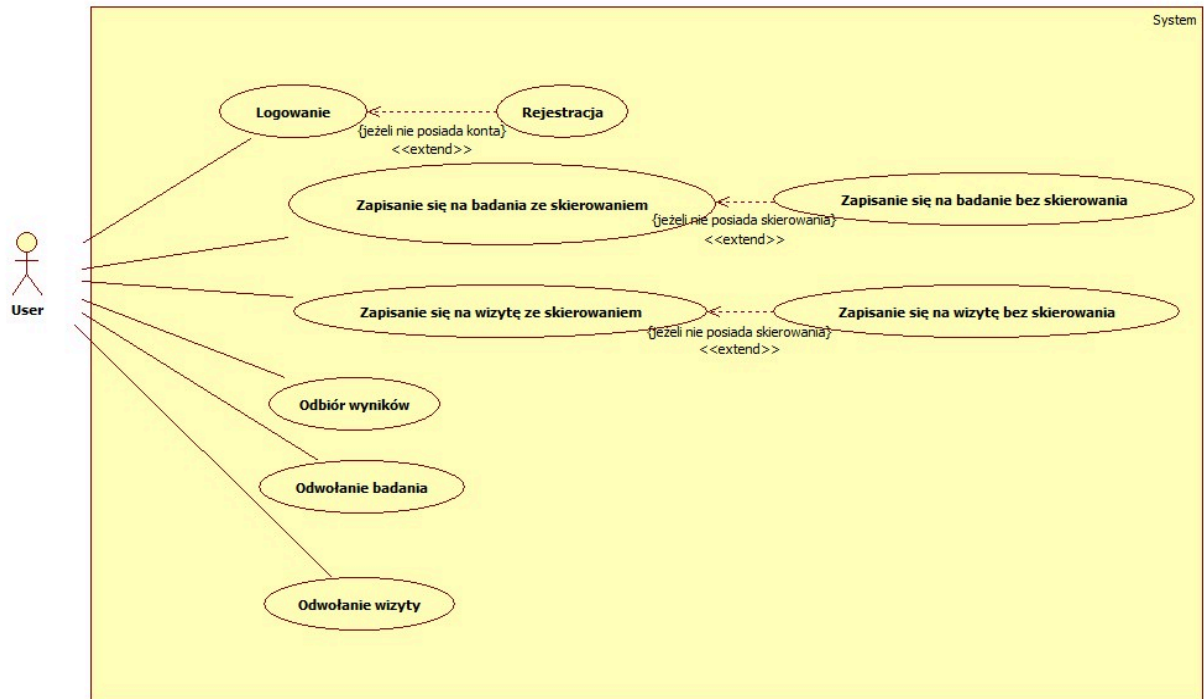 System
Logowanie
Rejestracja
{jeżeli nie posiada konta}
<<extend>>
Zapisanie się na badania ze skierowaniem
Zapisanie się na badanie bez skierowania
{jeżeli nie posiada skierowania}
<<extend>>
User
Zapisanie się na wizytę ze skierowaniem
Zapisanie się na wizytę bez skierowania
{jeżeli nie posiada skierowania}
<<extend>>
Odbiór wyników
Odwołanie badania
Odwołanie wizyty